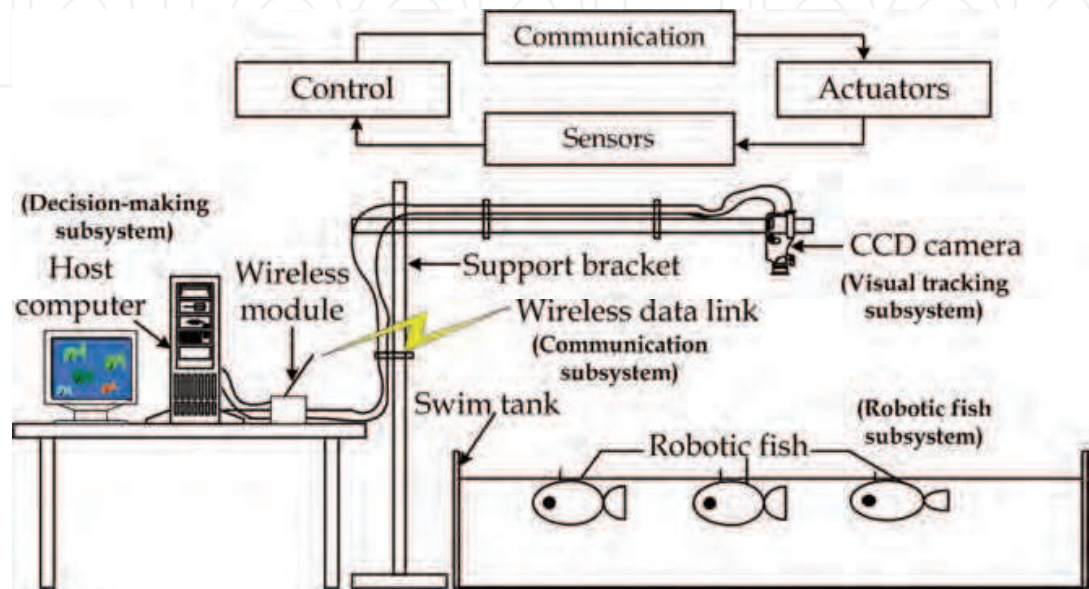 Communication
Control
Actuators
Sensors
(Decision-making
subsystem)
Host
computer
Wireless
module
Support bracket
CCD camera
(Visual tracking
subsystem)
Wireless data link
(Communication
subsystem)
Swim tank
(Robotic fish
subsystem)
Robotic fish